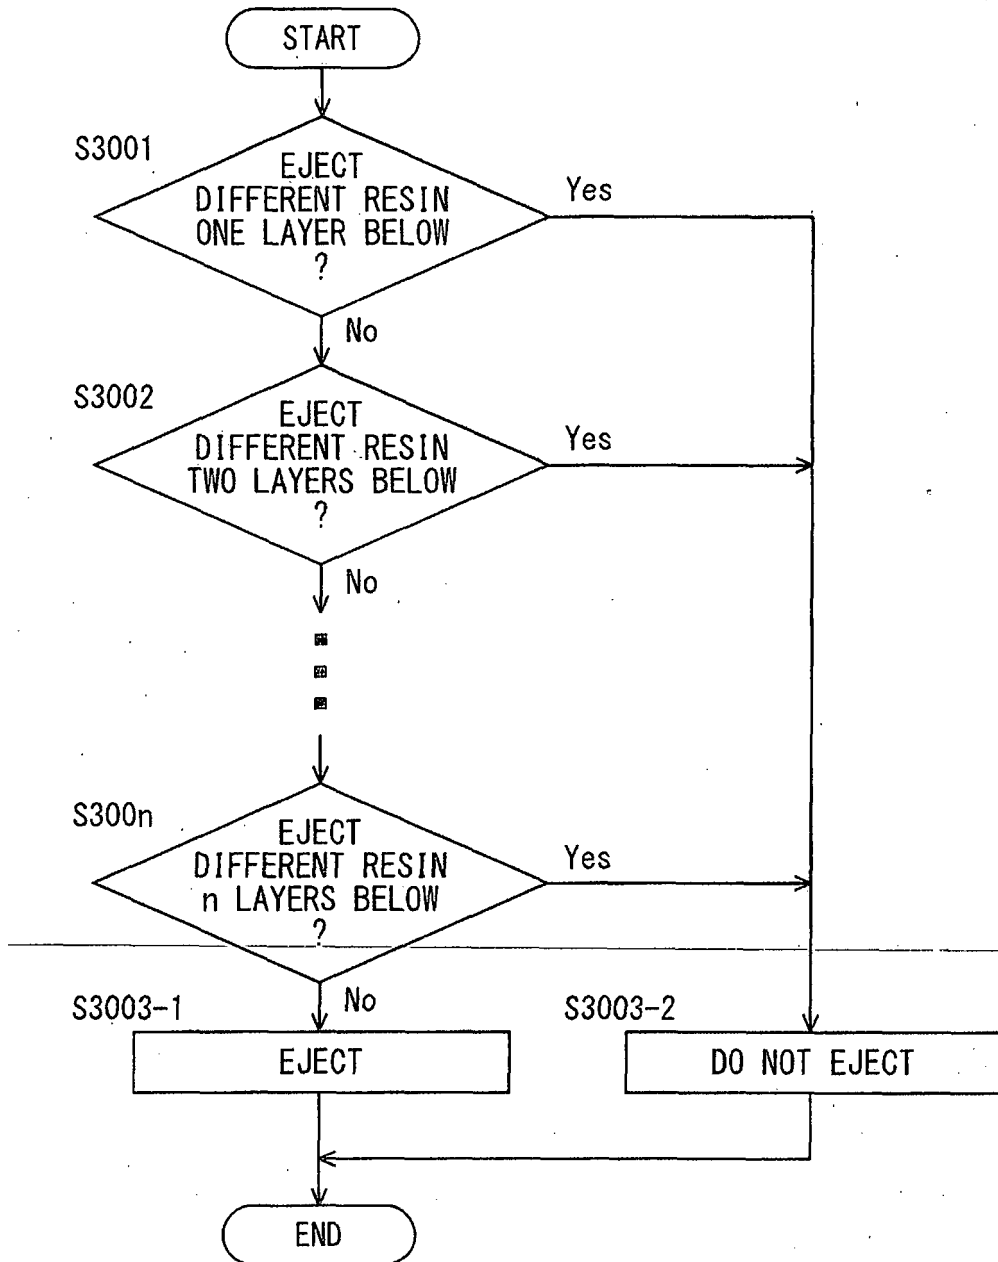 START
S3001
EJECT
DIFFERENT RESIN
ONE LAYER BELOW
?
Yes
No
S3002
EJECT
DIFFERENT RESIN
TWO LAYERS BELOW
?
Yes
No
S300n
EJECT
DIFFERENT RESIN
n LAYERS BELOW
?
Yes
No
S3003-1
EJECT
S3003-2
DO NOT EJECT
END